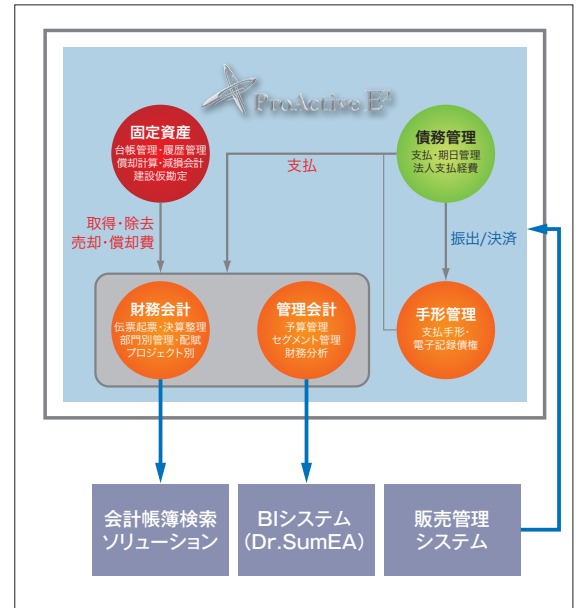 ProActive E²
固定資産
台帳管理・履歴管理
償却計算・減損会計
建設仮勘定
債務管理
支払・期日管理
法人支払経費
支払
取得・除去
売却・償却費
振出/決済
財務会計
伝票起票・決算整理
部門別管理・配賦
プロジェクト別
管理会計
予算管理
セグメント管理
財務分析
手形管理
支払手形・
電子記録債権
会計帳簿検索
ソリューション
BIシステム
(Dr.SumEA)
販売管理
システム